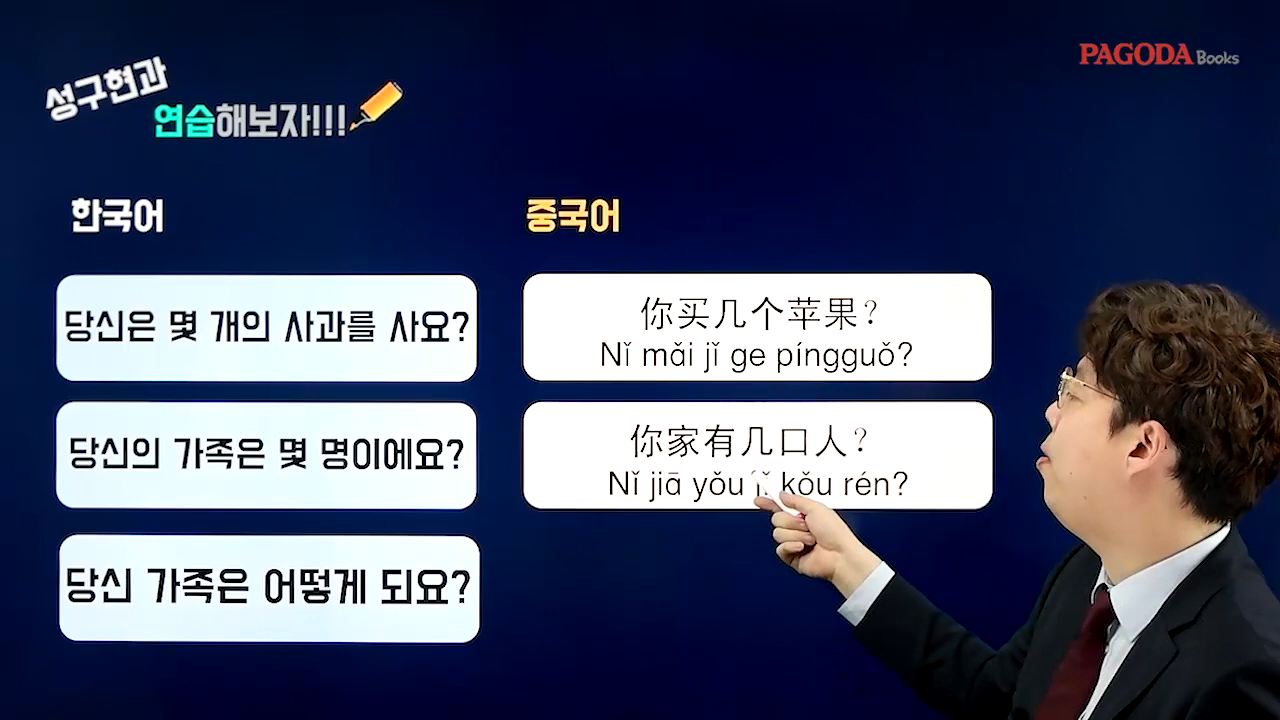 PAGODA Books
성구현과
연습해보자!!!
한국어
중국어
당신은 몇 개의 사과를 사요?
你买几个苹果?
Nǐ mǎi jǐ ge píngguǒ?
당신의 가족은 몇 명이에요?
你家有几口人?
Nǐ jiā yǒu kǒu rén?
당신 가족은 어떻게 되요?